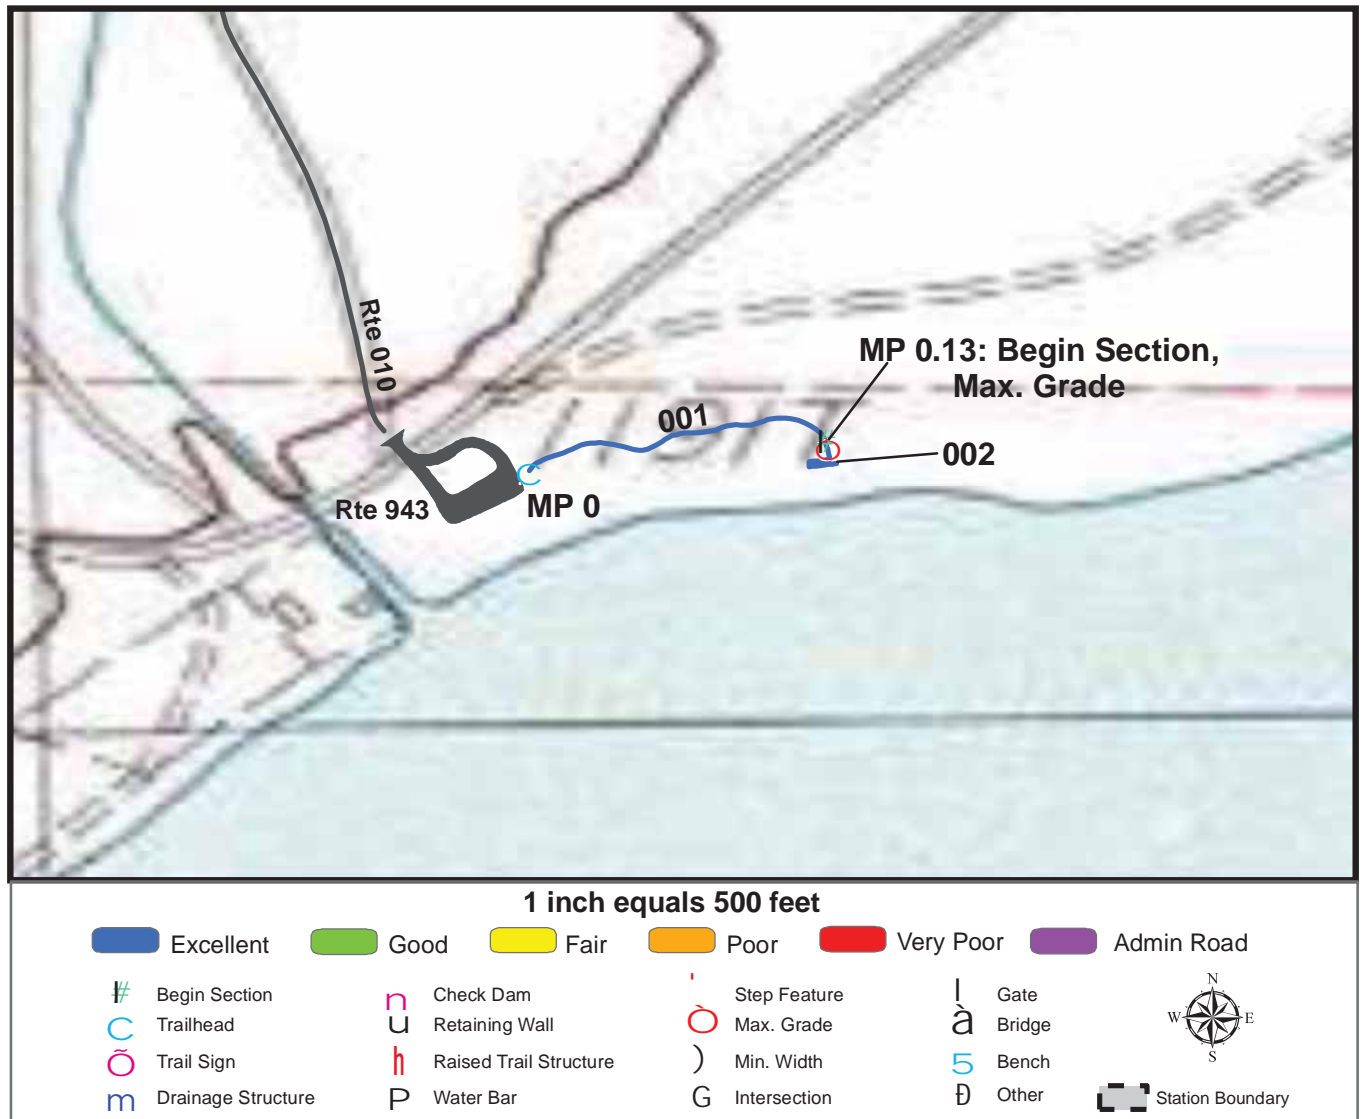 Rte 010
MP 0.13: Begin Section,
Max. Grade
001
002
Rte 943
MP 0
1 inch equals 500 feet
Excellent
Good
Fair
Poor
Very Poor
Admin Road
# Begin Section
n Check Dam
' Step Feature
l Gate
C Trailhead
u Retaining Wall
Ò Max. Grade
à Bridge
Õ Trail Sign
h Raised Trail Structure
) Min. Width
5 Bench
m Drainage Structure
P Water Bar
G Intersection
Đ Other
Station Boundary
N
W E
S